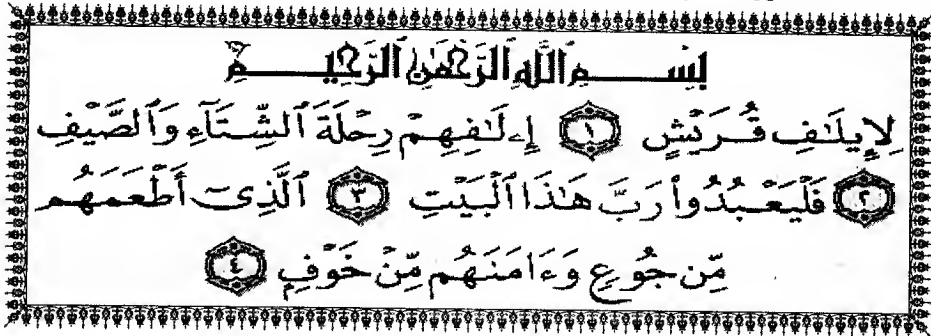 بِسْمِ ٱللَّهِ ٱلرَّحْمَٰنِ ٱلرَّحِيمِ
لِإِيلَٰفِ قُرَيْشٍ ١ إِۦلَٰفِهِمْ رِحْلَةَ ٱلشِّتَآءِ وَٱلصَّيْفِ
٢ فَلْيَعْبُدُوا۟ رَبَّ هَٰذَا ٱلْبَيْتِ ٣ ٱلَّذِىٓ أَطْعَمَهُم
مِّن جُوعٍ وَءَامَنَهُم مِّنْ خَوْفٍۭ ٤